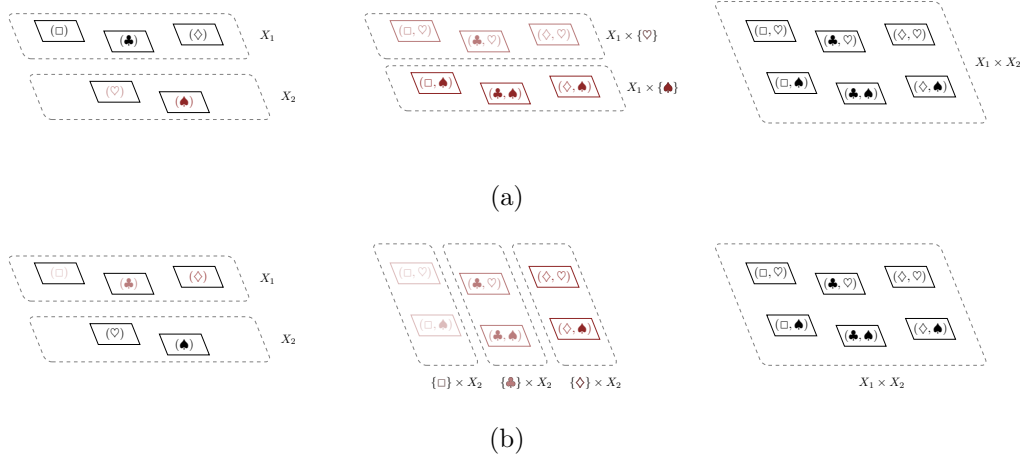 (□) (♣) (◇) X₁
(♡) (♠) X₂
(□, ♡) (♣, ♡) (◇, ♡) X₁ × {♡}
(□, ♠) (♣, ♠) (◇, ♠) X₁ × {♠}
(□, ♡) (♣, ♡) (◇, ♡)
(□, ♠) (♣, ♠) (◇, ♠)
X₁ × X₂
(a)
(□) (♣) (◇) X₁
(♡) (♠) X₂
(□, ♡) (♣, ♡) (◇, ♡)
(□, ♠) (♣, ♠) (◇, ♠)
{□} × X₂ {♣} × X₂ {◇} × X₂
(□, ♡) (♣, ♡) (◇, ♡)
(□, ♠) (♣, ♠) (◇, ♠)
X₁ × X₂
(b)